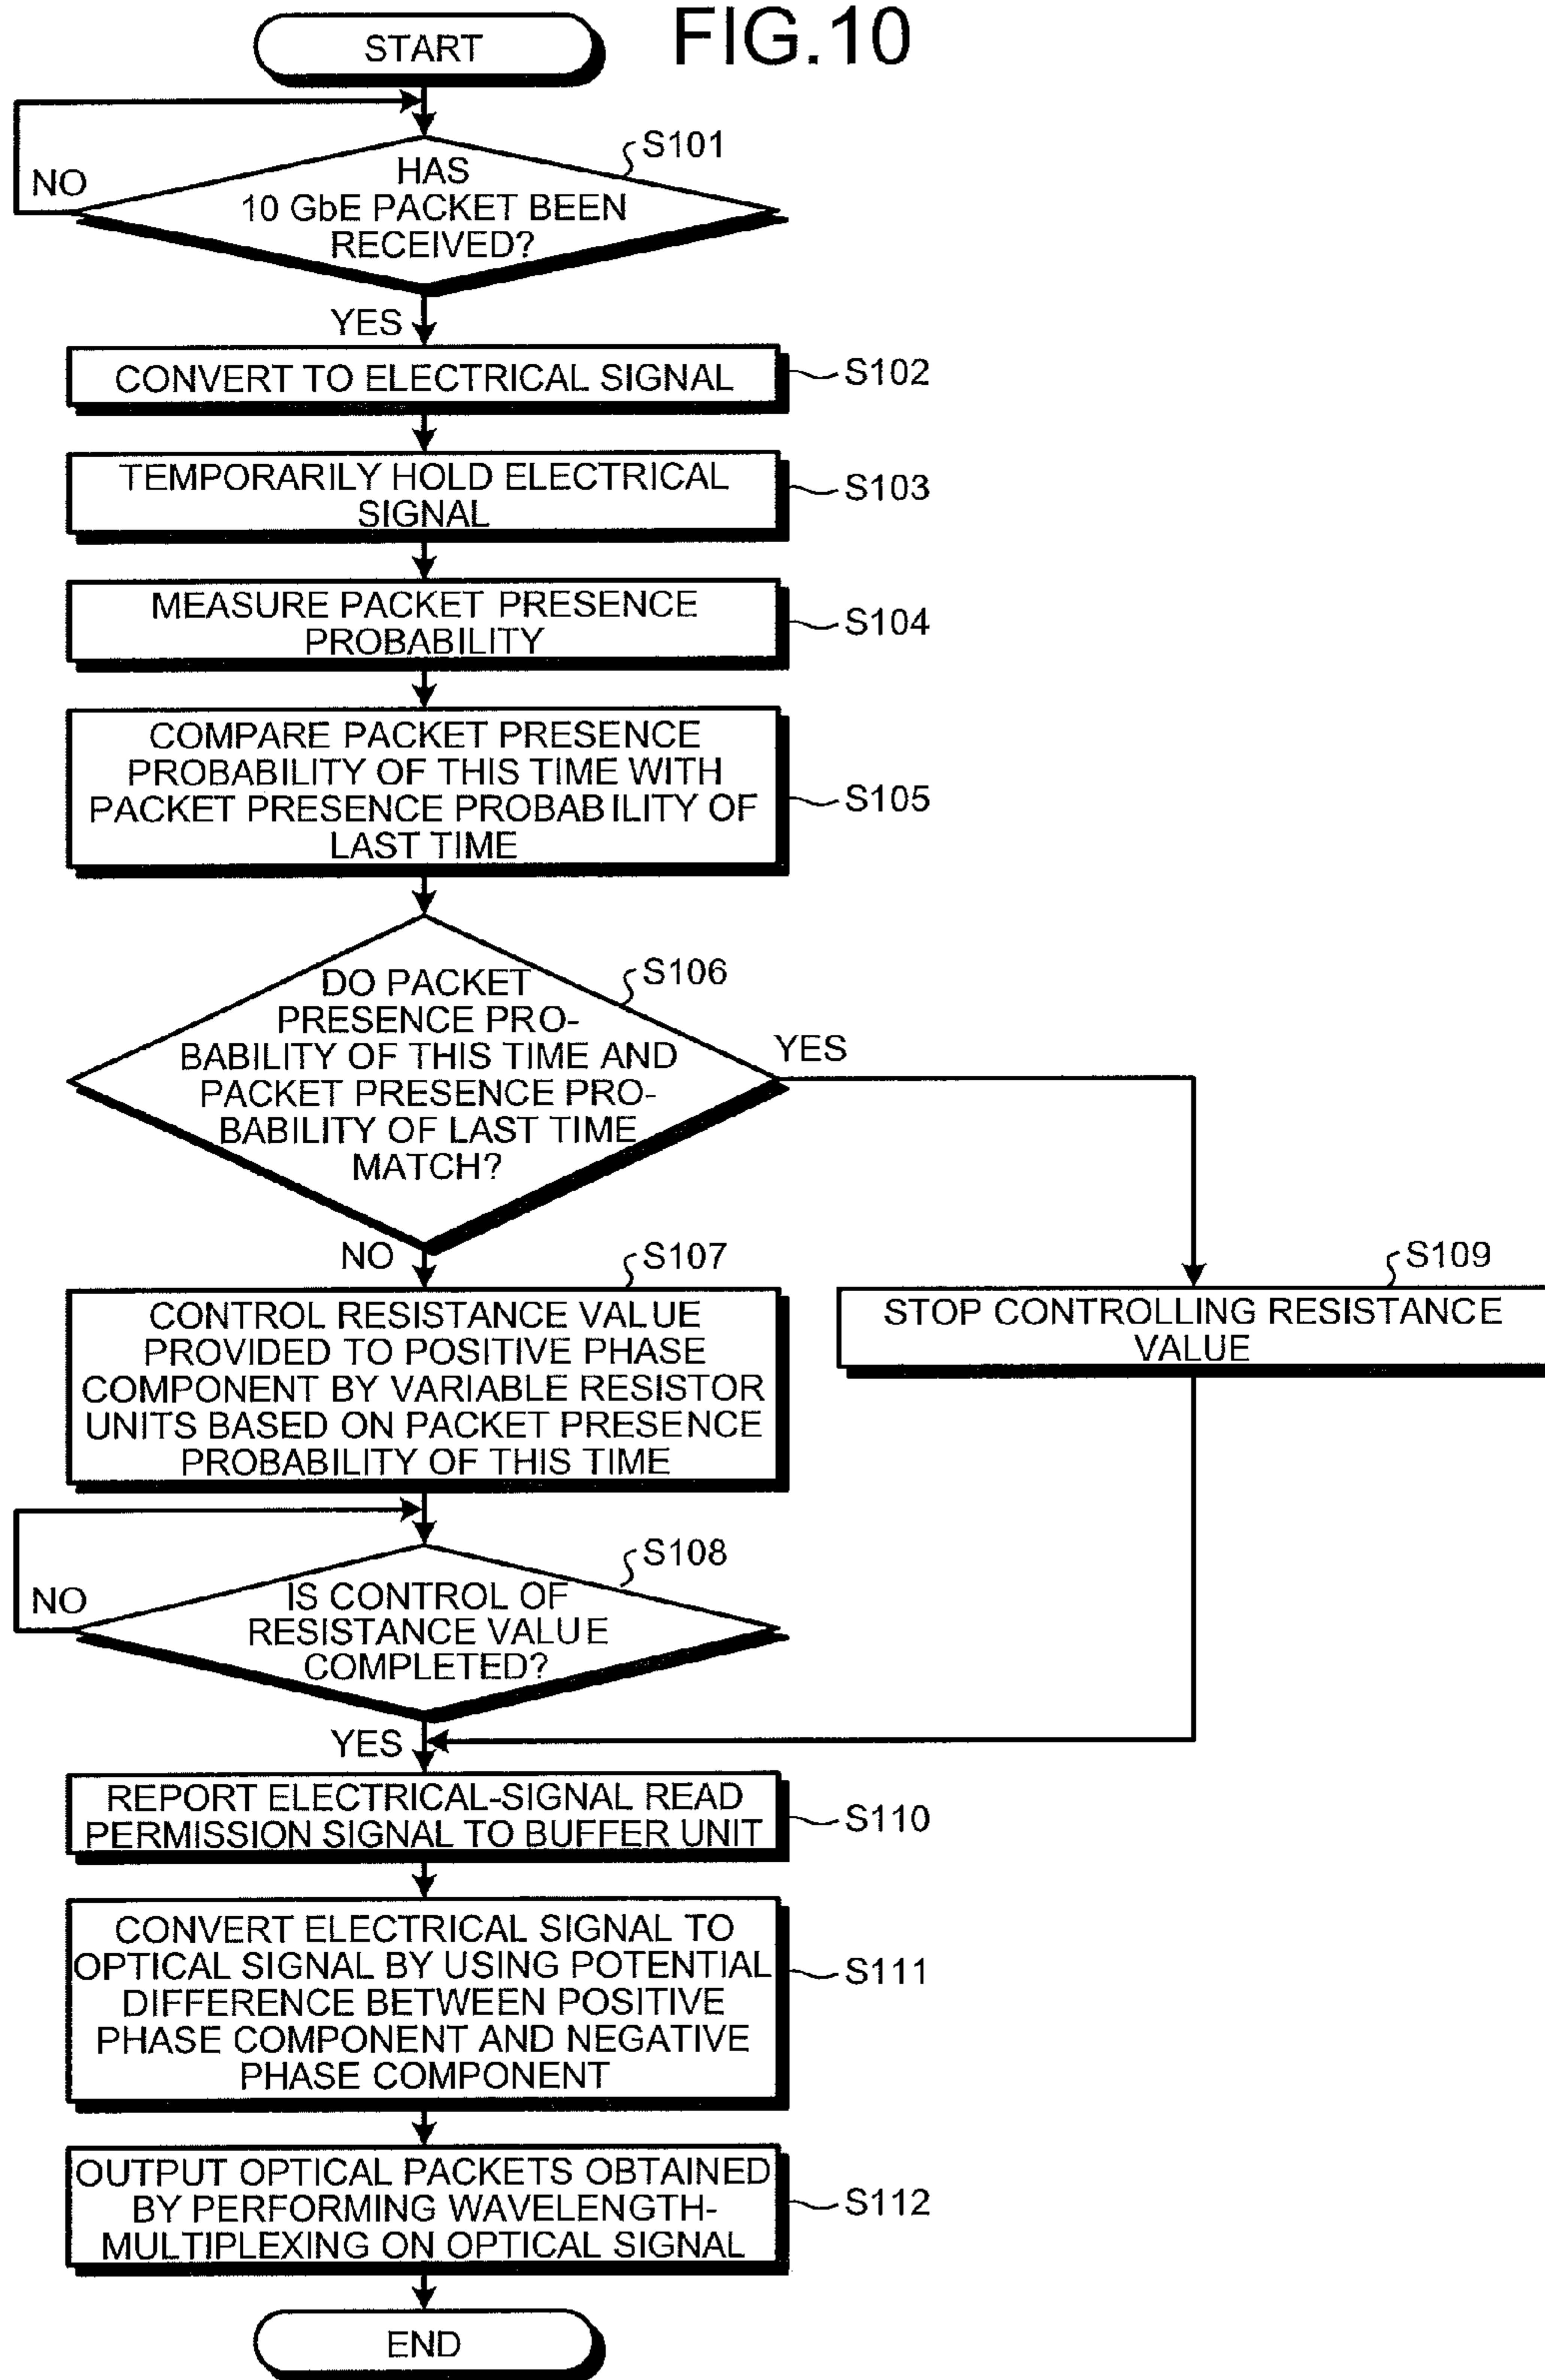 FIG.10
START
S101
NO
HAS
10 GbE PACKET BEEN
RECEIVED?
YES
CONVERT TO ELECTRICAL SIGNAL
S102
TEMPORARILY HOLD ELECTRICAL
SIGNAL
S103
MEASURE PACKET PRESENCE
PROBABILITY
S104
COMPARE PACKET PRESENCE
PROBABILITY OF THIS TIME WITH
PACKET PRESENCE PROBABILITY OF
LAST TIME
S105
S106
DO PACKET
PRESENCE PRO-
BABILITY OF THIS TIME AND
PACKET PRESENCE PRO-
BABILITY OF LAST TIME
MATCH?
YES
NO
S107
CONTROL RESISTANCE VALUE
PROVIDED TO POSITIVE PHASE
COMPONENT BY VARIABLE RESISTOR
UNITS BASED ON PACKET PRESENCE
PROBABILITY OF THIS TIME
S109
STOP CONTROLLING RESISTANCE
VALUE
S108
NO
IS CONTROL OF
RESISTANCE VALUE
COMPLETED?
YES
REPORT ELECTRICAL-SIGNAL READ
PERMISSION SIGNAL TO BUFFER UNIT
S110
CONVERT ELECTRICAL SIGNAL TO
OPTICAL SIGNAL BY USING POTENTIAL
DIFFERENCE BETWEEN POSITIVE
PHASE COMPONENT AND NEGATIVE
PHASE COMPONENT
S111
OUTPUT OPTICAL PACKETS OBTAINED
BY PERFORMING WAVELENGTH-
MULTIPLEXING ON OPTICAL SIGNAL
S112
END